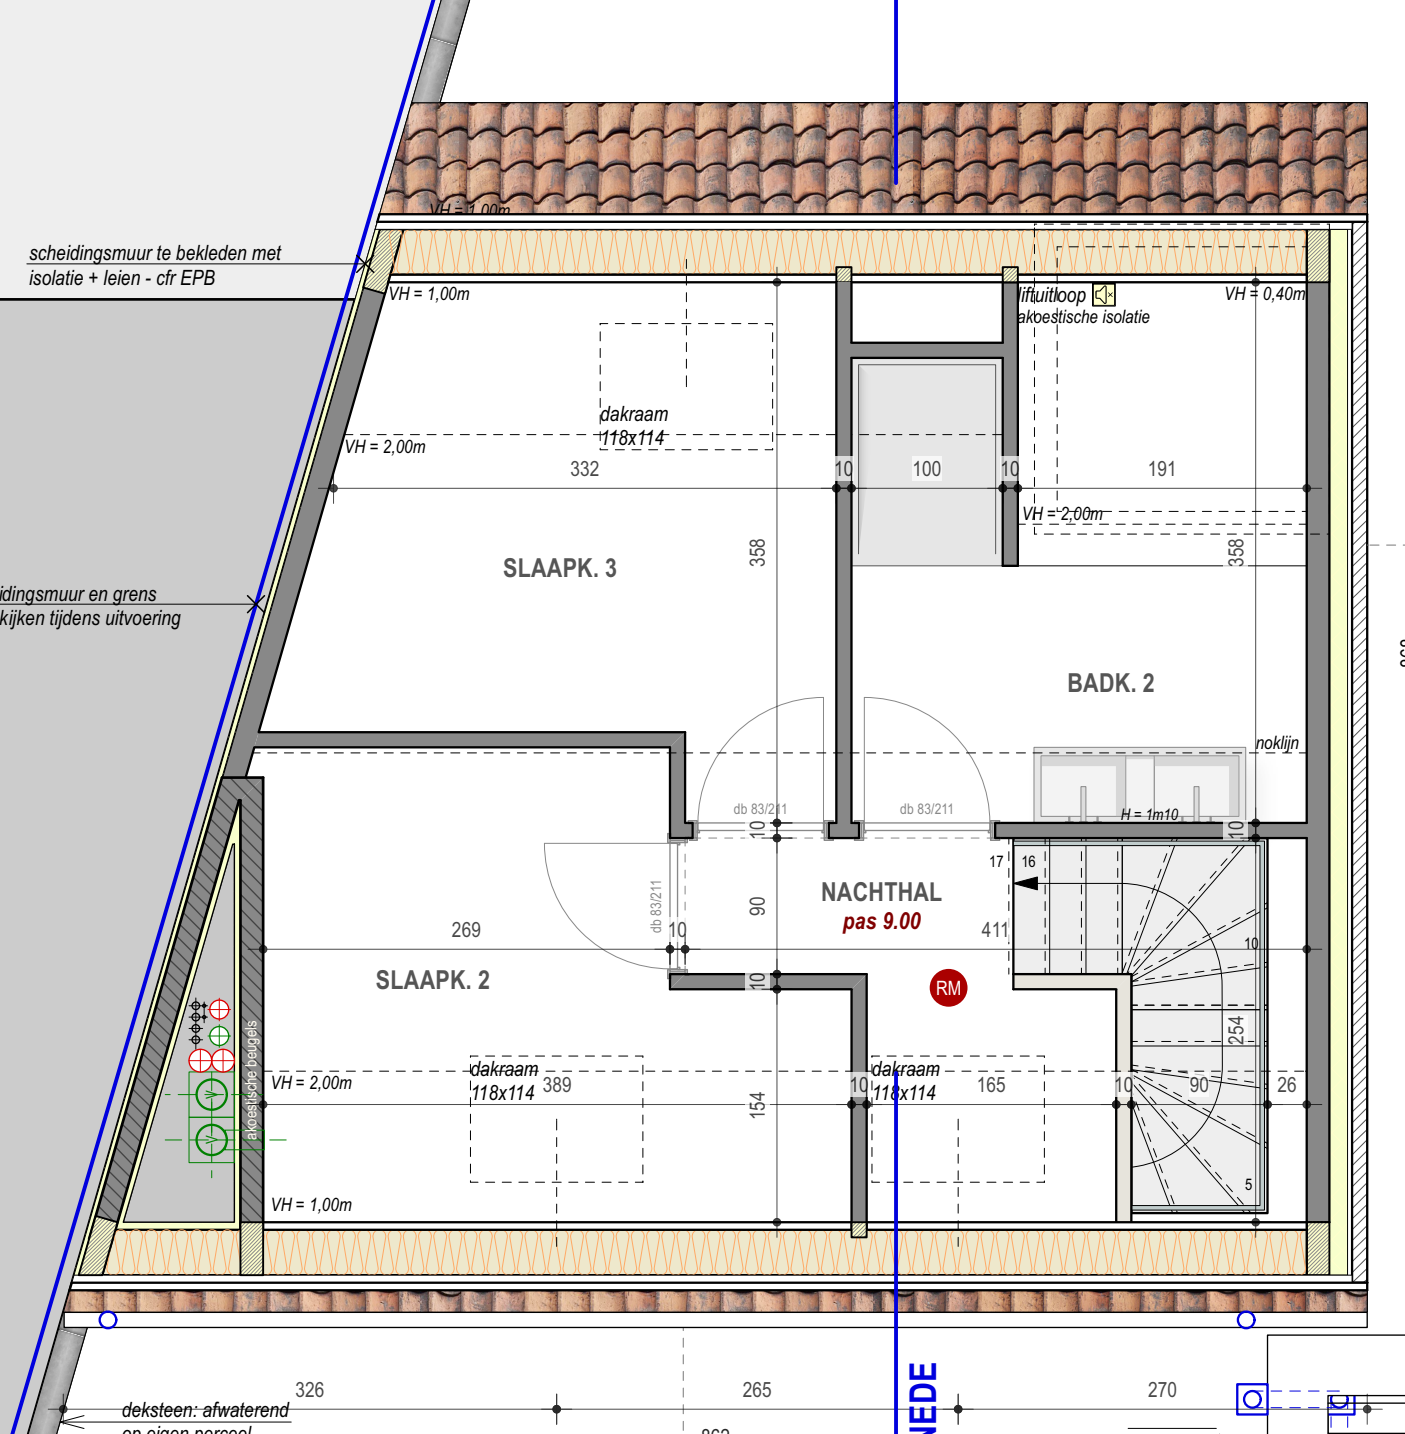 VH = 1,00m
scheidingsmuur te bekleden met
isolatie + leien - cfr EPB
VH = 1,00m
liftuitloop
akoestische isolatie
VH = 0,40m
dakraam
118x114
VH = 2,00m
332
10
100
10
191
VH = 2,00m
358
358
SLAAPK. 3
idingsmuur en grens
kijken tijdens uitvoering
BADK. 2
noklijn
db 83/211
db 83/211
H = 1m10
10
10
17
16
NACHTHAL
pas 9.00
db 83/211
90
269
10
411
10
SLAAPK. 2
10
RM
254
akoestische beugels
VH = 2,00m
dakraam
118x114
389
154
10
dakraam
118x114
165
10
90
26
5
VH = 1,00m
326
265
270
NEDE
deksteen: afwaterend
op eigen perceel